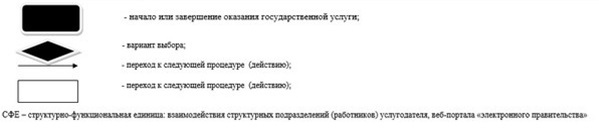 - начало или завершение оказания государственной услуги;
- вариант выбора;
- переход к следующей процедуре (действию);
- переход к следующей процедуре (действию);
СФЕ – структурно-функциональная единица: взаимодействия структурных подразделений (работников) услугодателя, веб-портала «электронного правительства»